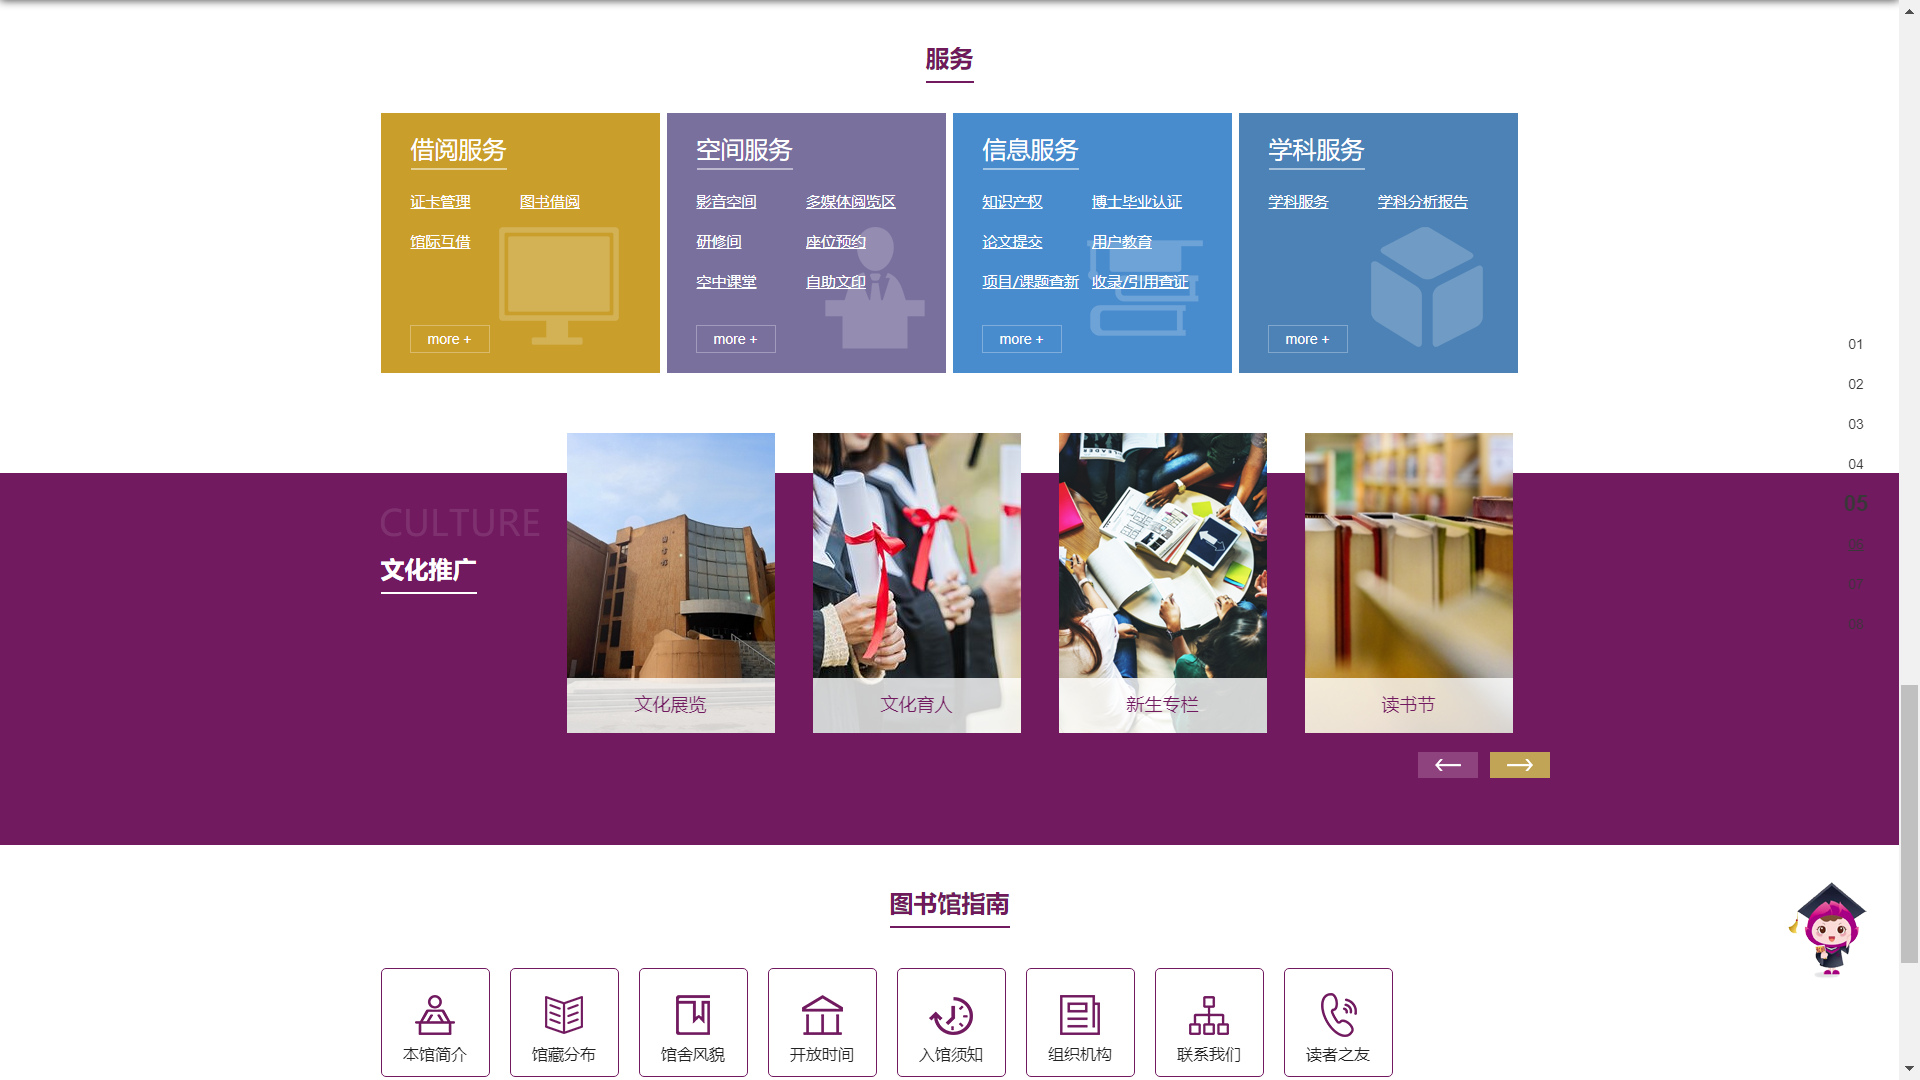 服务
借阅服务
证卡管理 图书借阅
馆际互借
more +
空间服务
影音空间 多媒体阅览区
研修间 座位预约
空中课堂 自助文印
more +
信息服务
知识产权 博士毕业认证
论文提交 用户教育
项目/课题查新 收录/引用查证
more +
学科服务
学科服务 学科分析报告
more +
01
02
03
04
05
CULTURE
文化推广
文化展览
文化育人
新生专栏
读书节
图书馆指南
本馆简介
馆藏分布
馆舍风貌
开放时间
入馆须知
组织机构
联系我们
读者之友